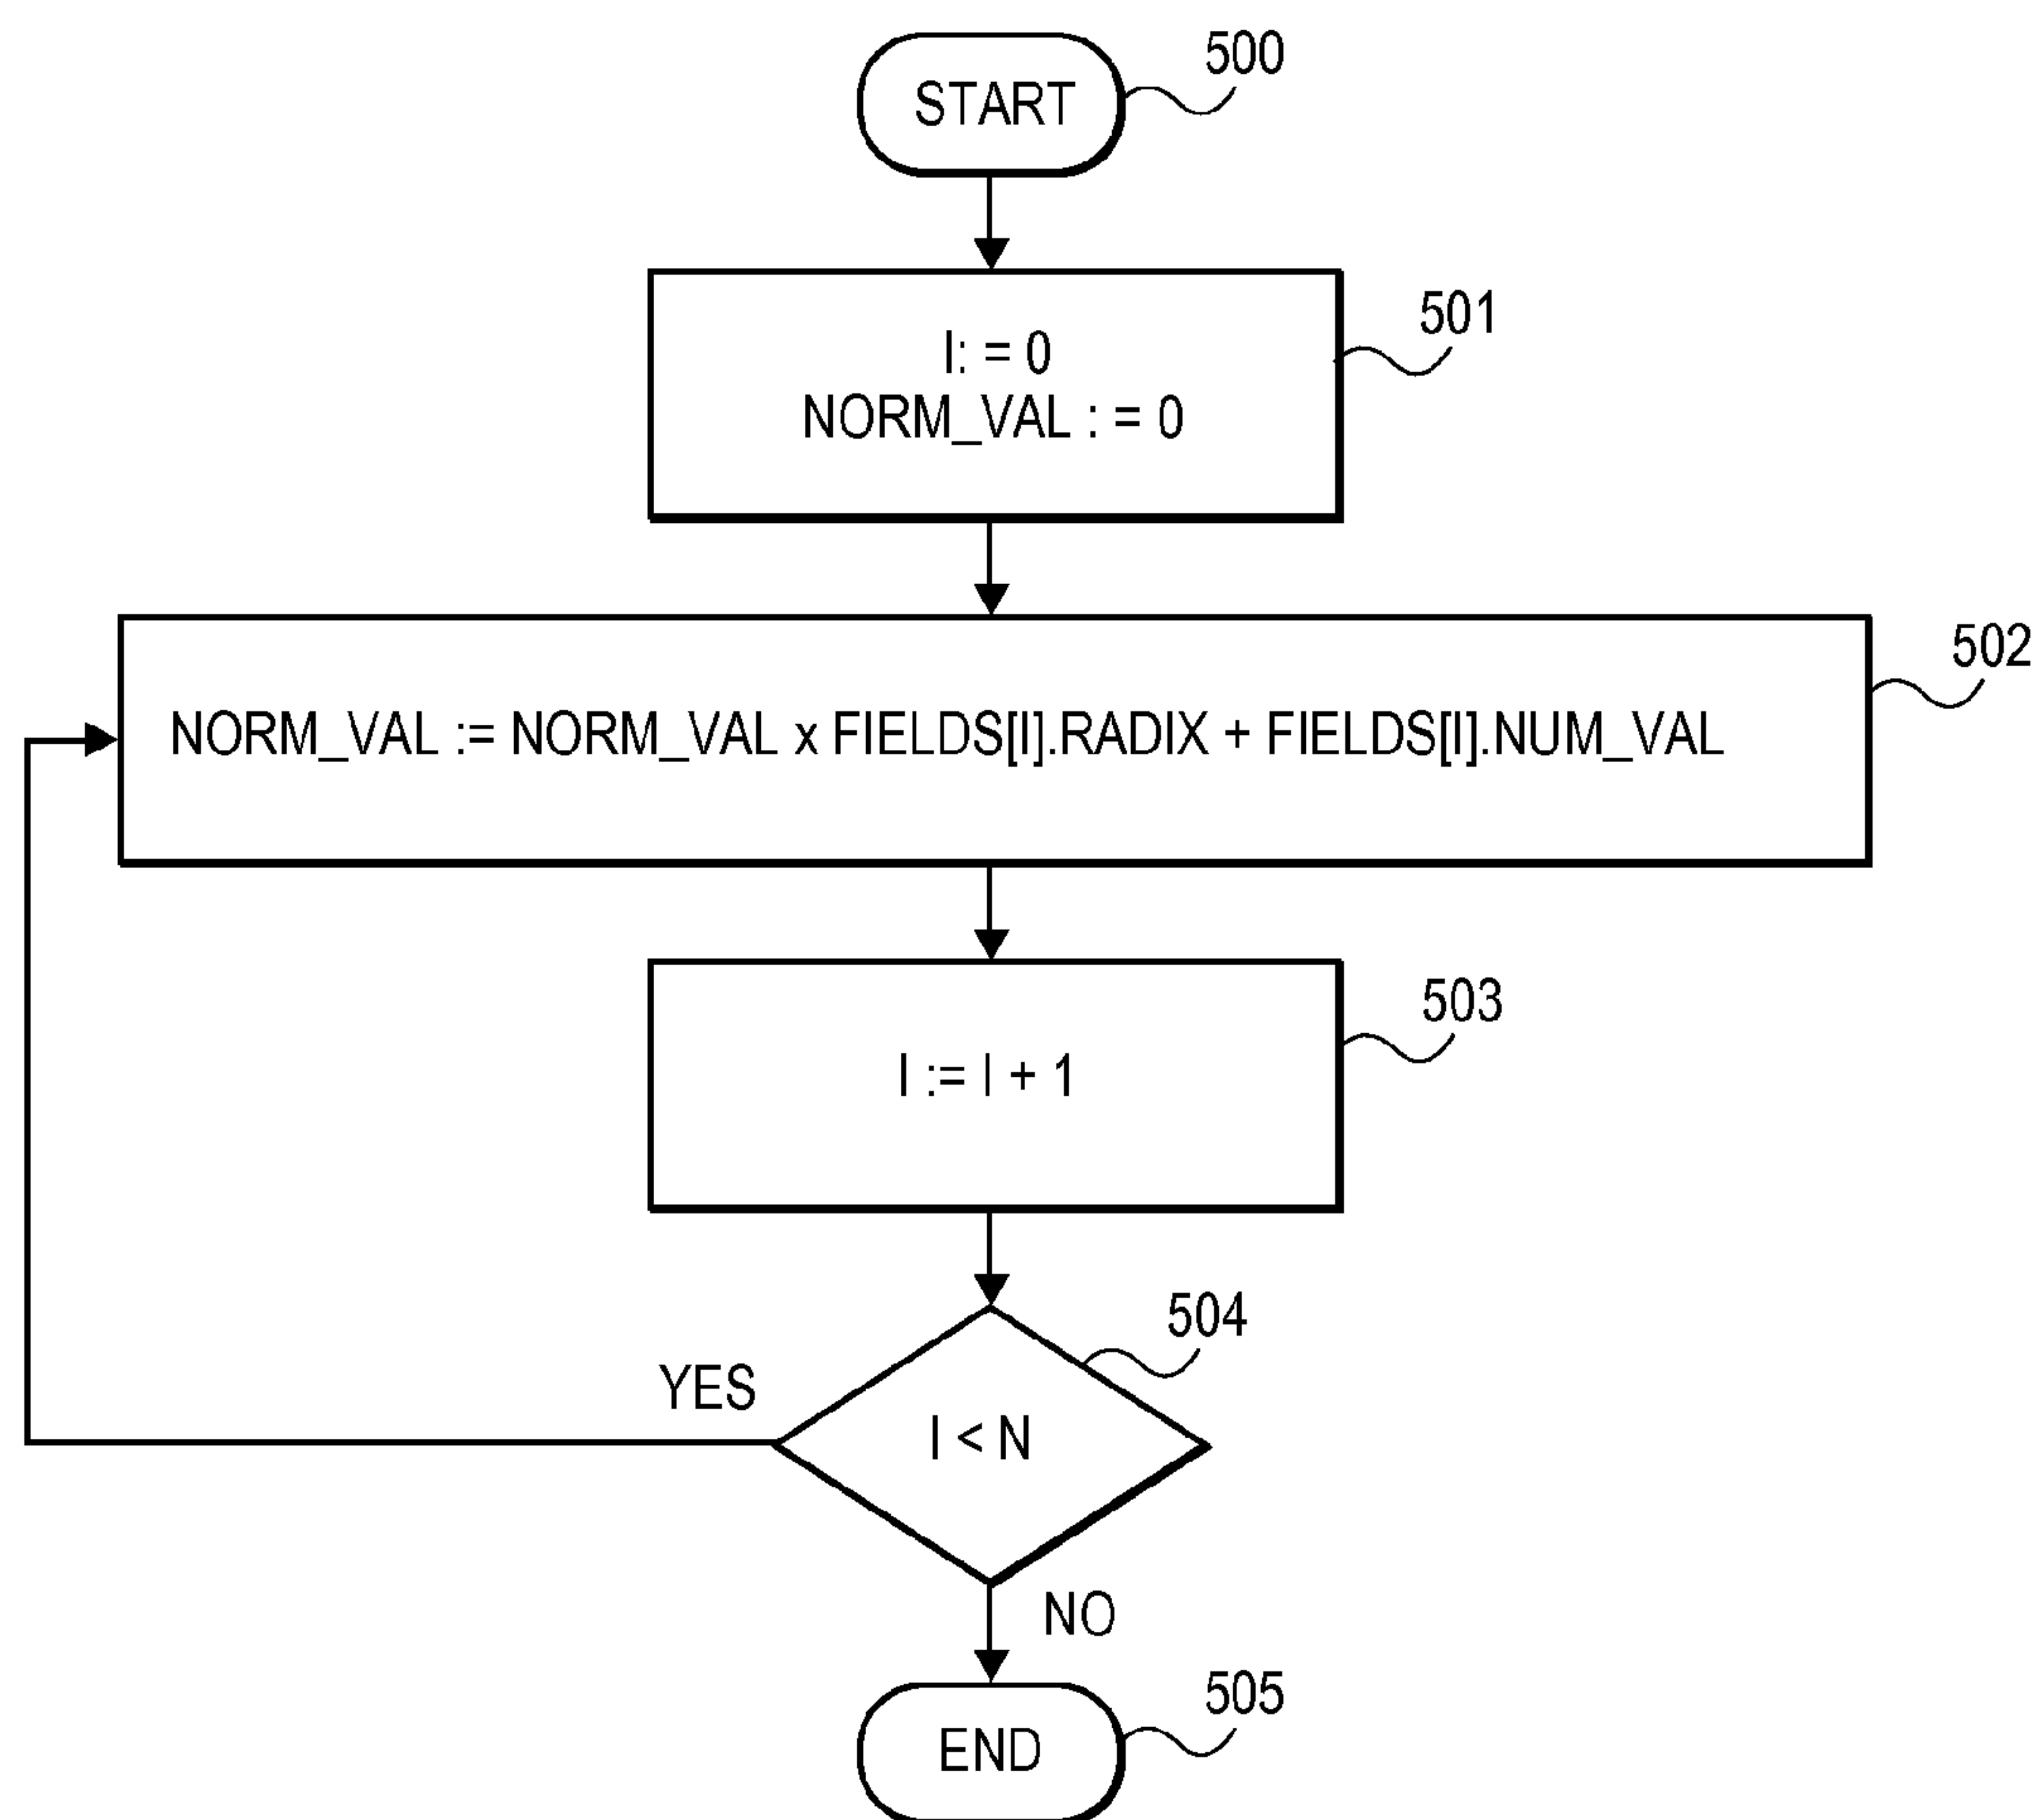 START
500
501
I: = 0
NORM_VAL : = 0
502
NORM_VAL := NORM_VAL x FIELDS[I].RADIX + FIELDS[I].NUM_VAL
503
I := I + 1
504
YES
I < N
NO
505
END